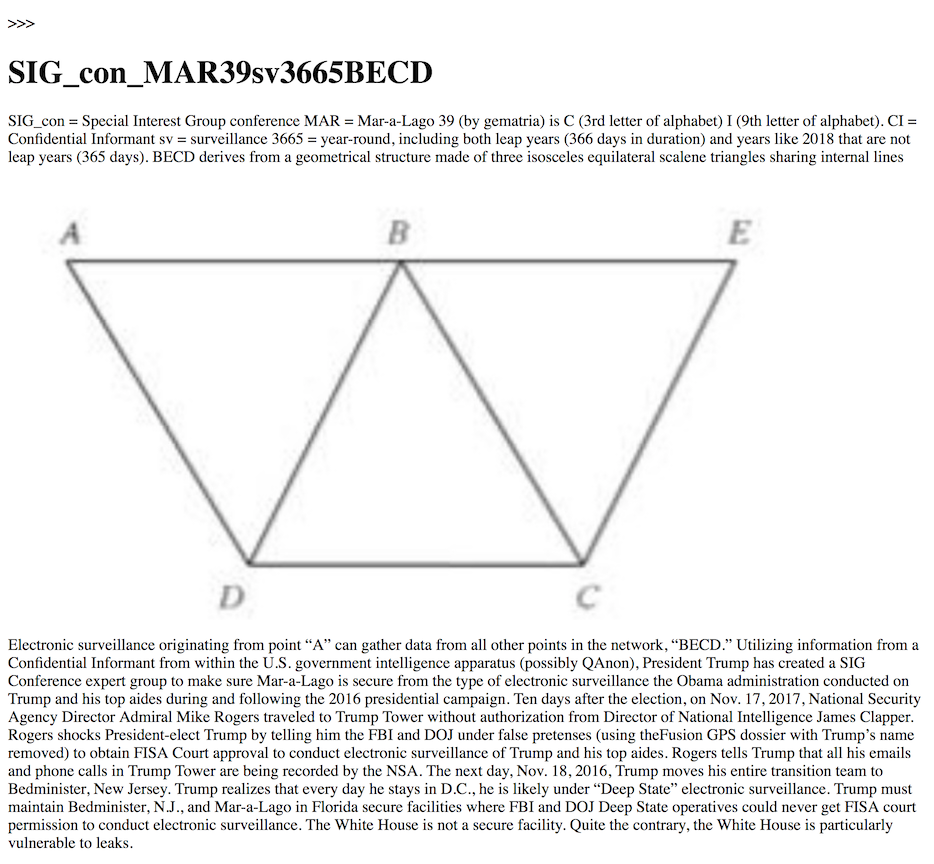 >>>
SIG_con_MAR39sv3665BECD
SIG_con = Special Interest Group conference MAR = Mar-a-Lago 39 (by gematria) is C (3rd letter of alphabet) I (9th letter of alphabet). CI =
Confidential Informant sv = surveillance 3665 = year-round, including both leap years (366 days in duration) and years like 2018 that are not
leap years (365 days). BECD derives from a geometrical structure made of three isosceles equilateral scalene triangles sharing internal lines
A B E
D C
Electronic surveillance originating from point “A” can gather data from all other points in the network, “BECD.” Utilizing information from a
Confidential Informant from within the U.S. government intelligence apparatus (possibly QAnon), President Trump has created a SIG
Conference expert group to make sure Mar-a-Lago is secure from the type of electronic surveillance the Obama administration conducted on
Trump and his top aides during and following the 2016 presidential campaign. Ten days after the election, on Nov. 17, 2017, National Security
Agency Director Admiral Mike Rogers traveled to Trump Tower without authorization from Director of National Intelligence James Clapper.
Rogers shocks President-elect Trump by telling him the FBI and DOJ under false pretenses (using theFusion GPS dossier with Trump’s name
removed) to obtain FISA Court approval to conduct electronic surveillance of Trump and his top aides. Rogers tells Trump that all his emails
and phone calls in Trump Tower are being recorded by the NSA. The next day, Nov. 18, 2016, Trump moves his entire transition team to
Bedminister, New Jersey. Trump realizes that every day he stays in D.C., he is likely under “Deep State” electronic surveillance. Trump must
maintain Bedminister, N.J., and Mar-a-Lago in Florida secure facilities where FBI and DOJ Deep State operatives could never get FISA court
permission to conduct electronic surveillance. The White House is not a secure facility. Quite the contrary, the White House is particularly
vulnerable to leaks.